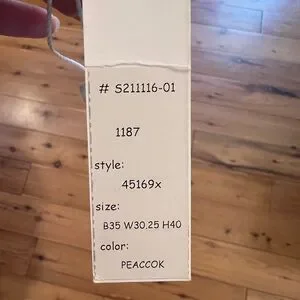 # S211116-01
1187
style:
45169x
size:
B35 W30.25 H40
color:
PEACCOK